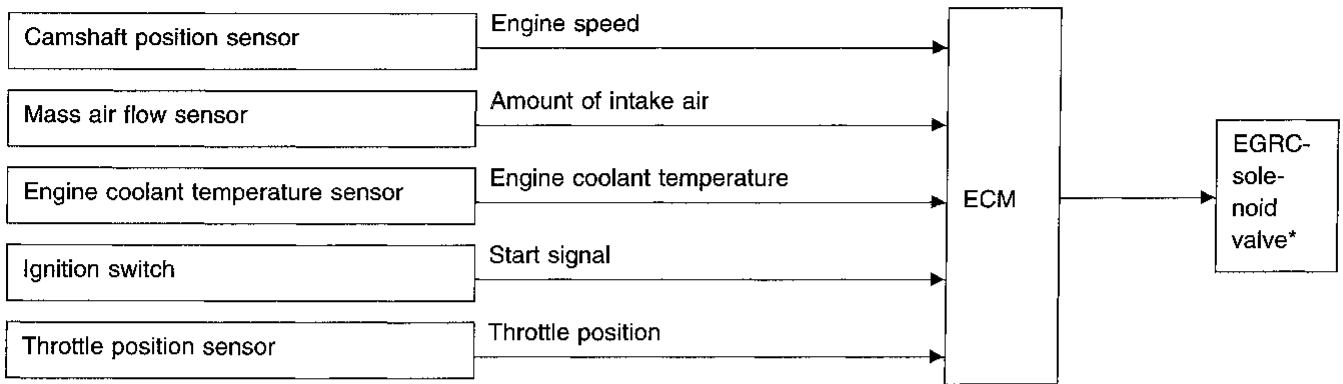 Camshaft position sensor
Engine speed
Mass air flow sensor
Amount of intake air
Engine coolant temperature sensor
Engine coolant temperature
Ignition switch
Start signal
Throttle position sensor
Throttle position
ECM
EGRC-
sole-
noid
valve*